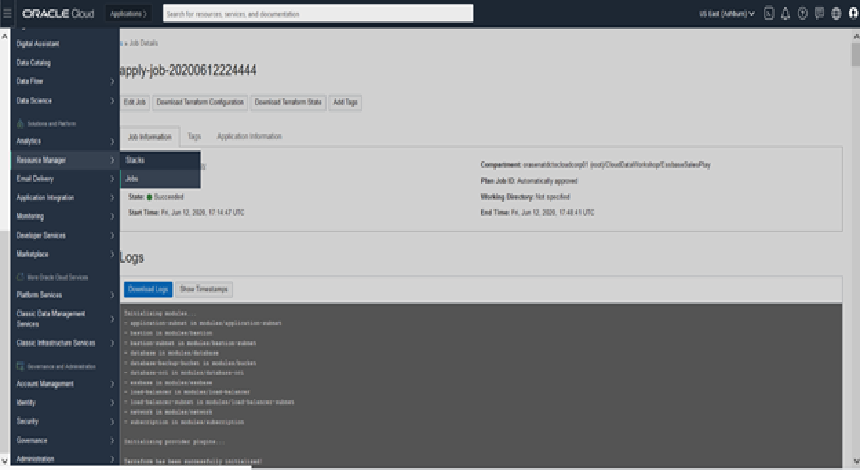 ORACLE Cloud
Applications >
Search for resources, services, and documentation
US East (Ashburn)
Digital Assistant
Data Catalog
Data Flow
Data Science
Solutions and Platform
Analytics
Resource Manager
Email Delivery
Application Integration
Monitoring
Developer Services
Marketplace
More Oracle Cloud Services
Platform Services
Classic Data Management
Services
Classic Infrastructure Services
Governance and Administration
Account Management
Identity
Security
Governance
Administration
Stacks
Jobs
» Job Details
apply-job-20200612224444
Edit Job
Download Terraform Configuration
Download Terraform State
Add Tags
Job Information
Tags
Application Information
State: Succeeded
Start Time: Fri, Jun 12, 2020, 17:14:47 UTC
Compartment: (root)/CloudDataWorkshop/EssbaseSalesPlay
Plan Job ID: Automatically approved
Working Directory: Not specified
End Time: Fri, Jun 12, 2020, 17:48:41 UTC
Logs
Download Logs
Show Timestamps
Initializing modules...
- application-subnet in modules/application-subnet
- bastion in modules/bastion
- bastion-subnet in modules/bastion-subnet
- database in modules/database
- database-backup-bucket in modules/bucket
- database-oci in modules/database-oci
- essbase in modules/essbase
- load-balancer in modules/load-balancer
- load-balancer-subnet in modules/load-balancer-subnet
- network in modules/network
- subscription in modules/subscription
Initializing provider plugins...
Terraform has been successfully initialized!